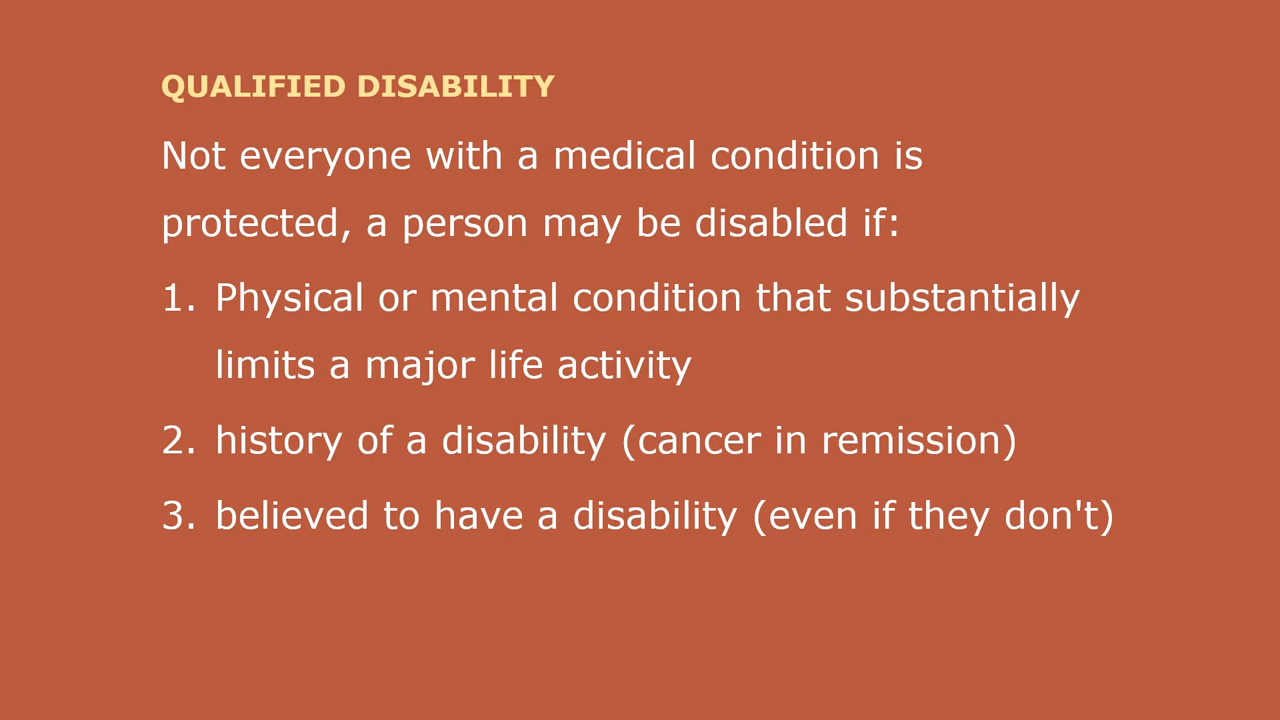 QUALIFIED DISABILITY
Not everyone with a medical condition is
protected, a person may be disabled if:
1. Physical or mental condition that substantially
limits a major life activity
2. history of a disability (cancer in remission)
3. believed to have a disability (even if they don't)